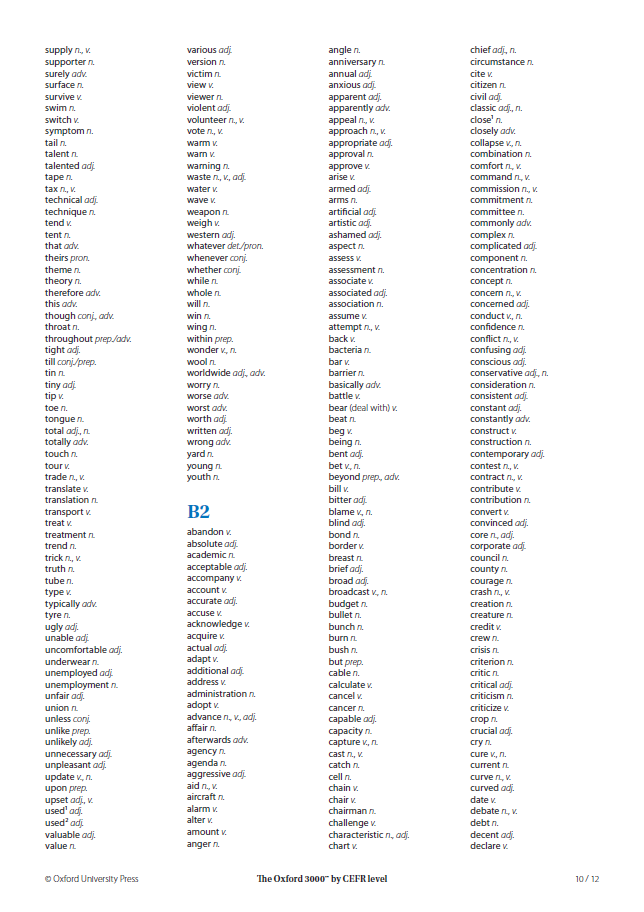 supply n., v.
supporter n.
surely adv.
surface n.
survive v.
swim n.
switch v.
symptom n.
tail n.
talent n.
talented adj.
tape n.
tax n., v.
technical adj.
technique n.
tend v.
tent n.
that adv.
theirs pron.
theme n.
theory n.
therefore adv.
this adv.
though conj., adv.
throat n.
throughout prep./adv.
tight adj.
till conj./prep.
tin n.
tiny adj.
tip v.
toe n.
tongue n.
total adj., n.
totally adv.
touch n.
tour v.
trade n., v.
translate v.
translation n.
transport v.
treat v.
treatment n.
trend n.
trick n., v.
truth n.
tube n.
type v.
typically adv.
tyre n.
ugly adj.
unable adj.
uncomfortable adj.
underwear n.
unemployed adj.
unemployment n.
unfair adj.
union n.
unless conj.
unlike prep.
unlikely adj.
unnecessary adj.
unpleasant adj.
update v., n.
upon prep.
upset adj., v.
used¹ adj.
used² adj.
valuable adj.
value n.
various adj.
version n.
victim n.
view v.
viewer n.
violent adj.
volunteer n., v.
vote n., v.
warm v.
warn v.
warning n.
waste n., v., adj.
water v.
wave v.
weapon n.
weigh v.
western adj.
whatever det./pron.
whenever conj.
whether conj.
while n.
whole n.
will n.
win n.
wing n.
within prep.
wonder v., n.
wool n.
worldwide adj., adv.
worry n.
worse adv.
worst adv.
worth adj.
written adj.
wrong adv.
yard n.
young n.
youth n.
B2
abandon v.
absolute adj.
academic n.
acceptable adj.
accompany v.
account v.
accurate adj.
accuse v.
acknowledge v.
acquire v.
actual adj.
adapt v.
additional adj.
address v.
administration n.
adopt v.
advance n., v., adj.
affair n.
afterwards adv.
agency n.
agenda n.
aggressive adj.
aid n., v.
aircraft n.
alarm v.
alter v.
amount v.
anger n.
angle n.
anniversary n.
annual adj.
anxious adj.
apparent adj.
apparently adv.
appeal n., v.
approach n., v.
appropriate adj.
approval n.
approve v.
arise v.
armed adj.
arms n.
artificial adj.
artistic adj.
ashamed adj.
aspect n.
assess v.
assessment n.
associate v.
associated adj.
association n.
assume v.
attempt n., v.
back v.
bacteria n.
bar v.
barrier n.
basically adv.
battle v.
bear (deal with) v.
beat n.
beg v.
being n.
bent adj.
bet v., n.
beyond prep., adv.
bill v.
bitter adj.
blame v., n.
blind adj.
bond n.
border v.
breast n.
brief adj.
broad adj.
broadcast v., n.
budget n.
bullet n.
bunch n.
burn n.
bush n.
but prep.
cable n.
calculate v.
cancel v.
cancer n.
capable adj.
capacity n.
capture v., n.
cast n., v.
catch n.
cell n.
chain v.
chair v.
chairman n.
challenge v.
characteristic n., adj.
chart v.
chief adj., n.
circumstance n.
cite v.
citizen n.
civil adj.
classic adj., n.
close¹ n.
closely adv.
collapse v., n.
combination n.
comfort n., v.
command n., v.
commission n., v.
commitment n.
committee n.
commonly adv.
complex n.
complicated adj.
component n.
concentration n.
concept n.
concern n., v.
concerned adj.
conduct v., n.
confidence n.
conflict n., v.
confusing adj.
conscious adj.
conservative adj., n.
consideration n.
consistent adj.
constant adj.
constantly adv.
construct v.
construction n.
contemporary adj.
contest n., v.
contract n., v.
contribute v.
contribution n.
convert v.
convinced adj.
core n., adj.
corporate adj.
council n.
county n.
courage n.
crash n., v.
creation n.
creature n.
credit v.
crew n.
crisis n.
criterion n.
critic n.
critical adj.
criticism n.
criticize v.
crop n.
crucial adj.
cry n.
cure v., n.
current n.
curve n., v.
curved adj.
date v.
debate n., v.
debt n.
decent adj.
declare v.
© Oxford University Press
The Oxford 3000™ by CEFR level
10 / 12